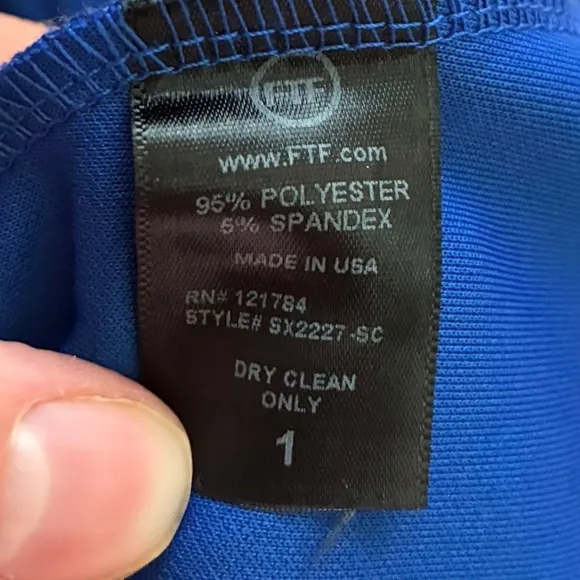 FTF
www.FTF.com
95% POLYESTER
5% SPANDEX
MADE IN USA
RN# 121784
STYLE# SX2227-SC
DRY CLEAN
ONLY
1